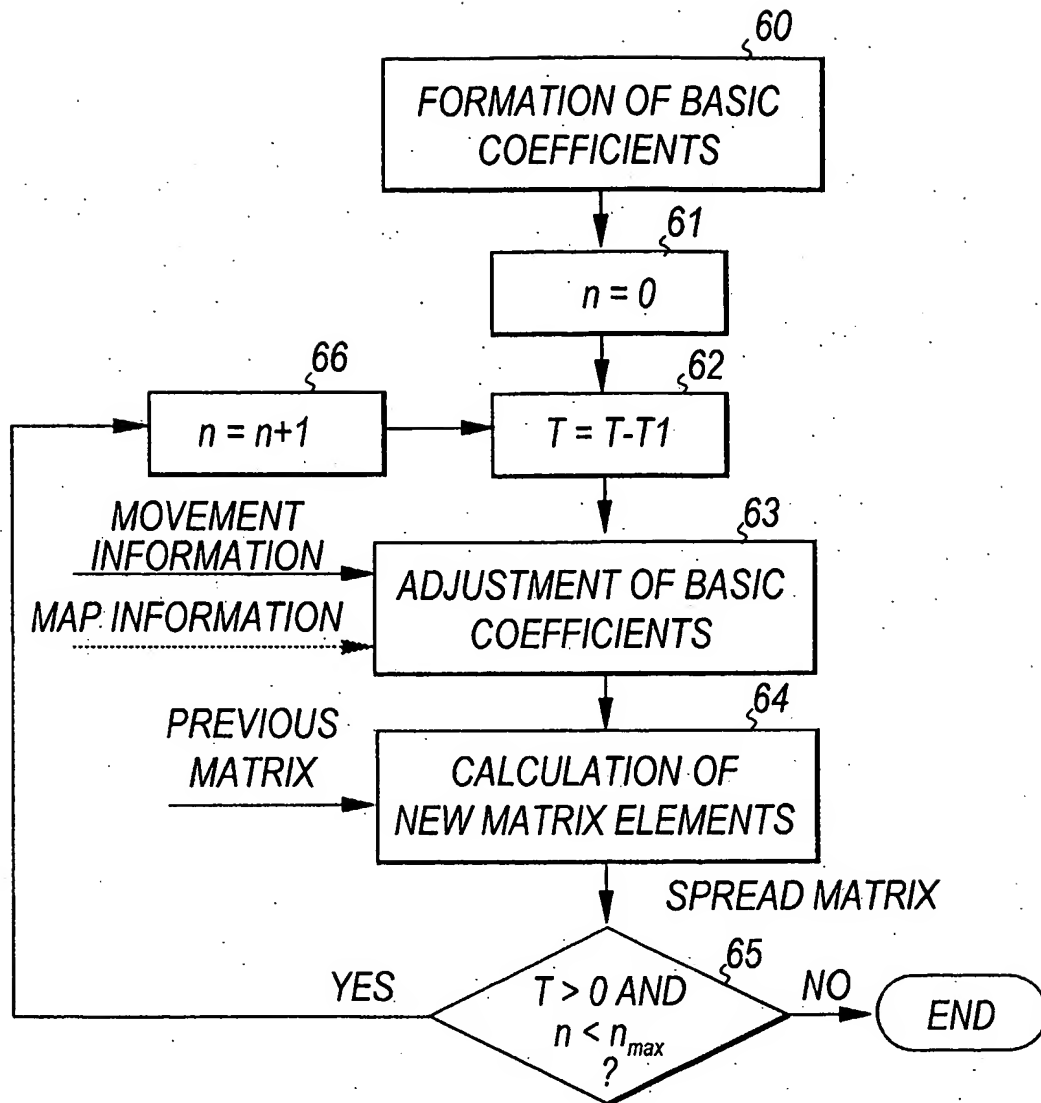 60
FORMATION OF BASIC
COEFFICIENTS
61
n = 0
66
n = n+1
62
T = T-T1
MOVEMENT
INFORMATION
MAP INFORMATION
63
ADJUSTMENT OF BASIC
COEFFICIENTS
PREVIOUS
MATRIX
64
CALCULATION OF
NEW MATRIX ELEMENTS
SPREAD MATRIX
65
YES
T > 0 AND
n < nmax
?
NO
END